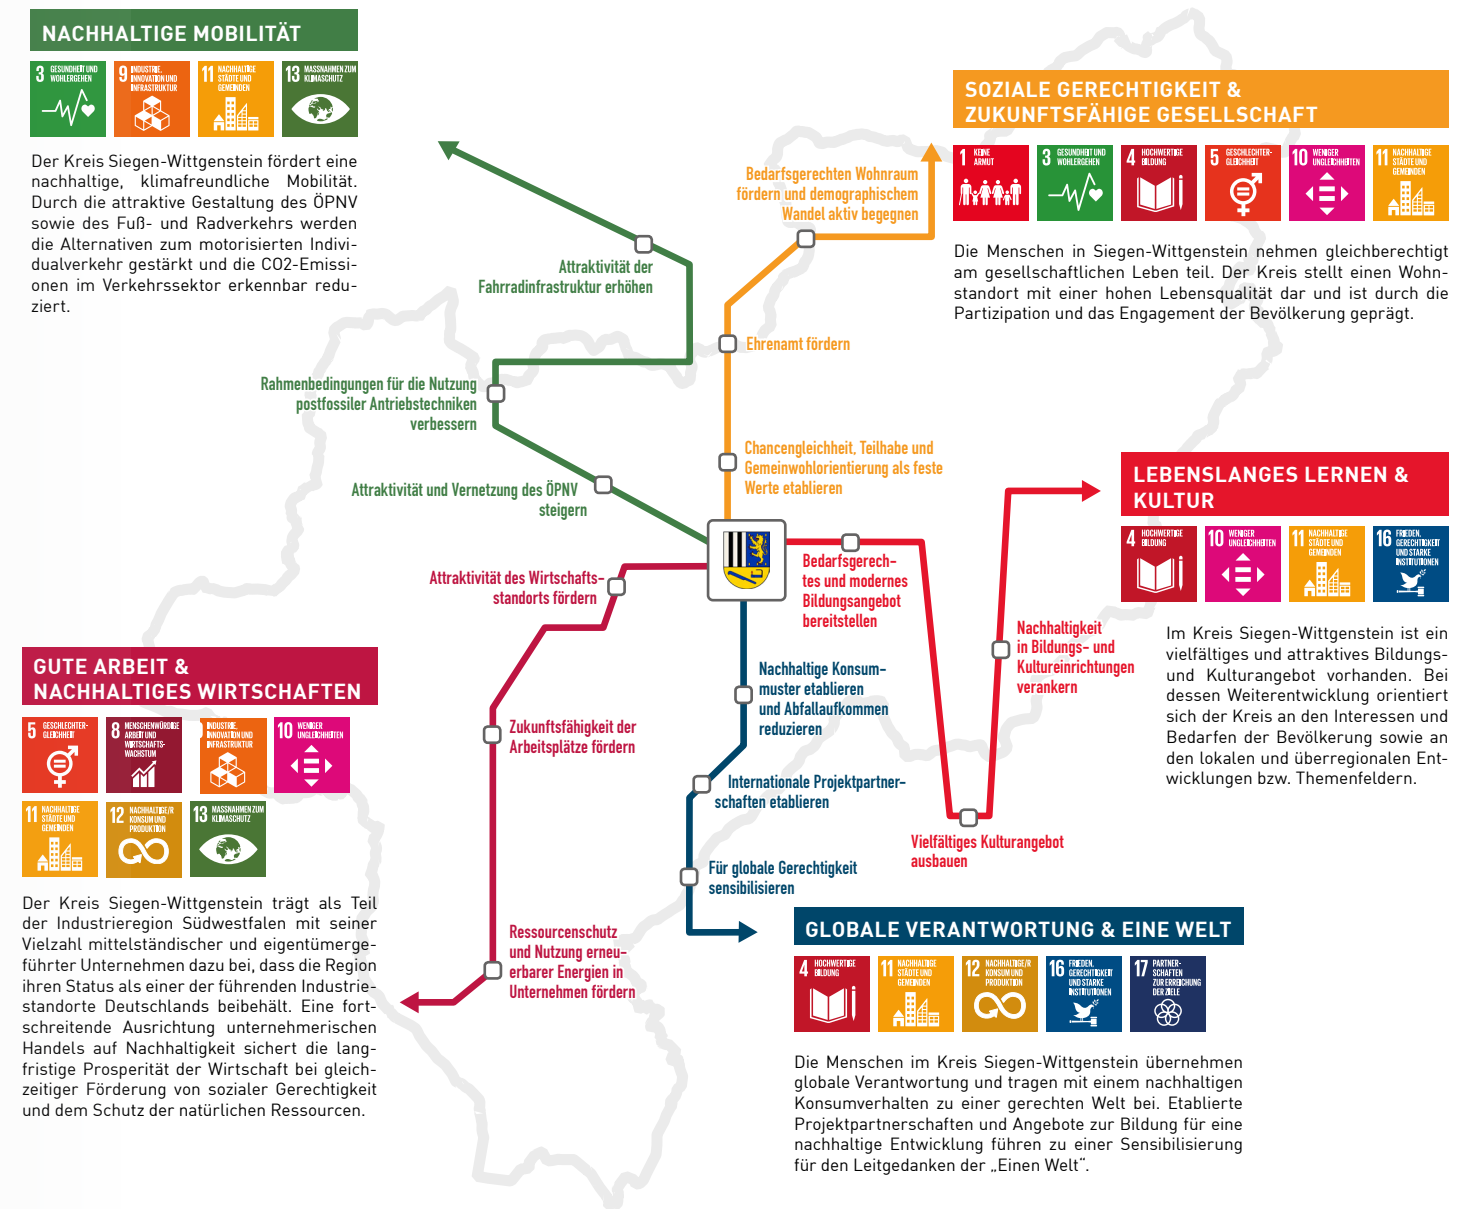 NACHHALTIGE MOBILITÄT
3 GESUNDHEIT UND
WOHLERGEHEN
9 INDUSTRIE,
INNOVATION UND
INFRASTRUKTUR
11 NACHHALTIGE
STÄDTE UND
GEMEINDEN
13 MASSNAHMEN ZUM
KLIMASCHUTZ
Der Kreis Siegen-Wittgenstein fördert eine
nachhaltige, klimafreundliche Mobilität.
Durch die attraktive Gestaltung des ÖPNV
sowie des Fuß- und Radverkehrs werden
die Alternativen zum motorisierten Indivi-
dualverkehr gestärkt und die CO2-Emissi-
onen im Verkehrssektor erkennbar redu-
ziert.
Attraktivität der
Fahrradinfrastruktur erhöhen
Rahmenbedingungen für die Nutzung
postfossiler Antriebstechniken
verbessern
Attraktivität und Vernetzung des ÖPNV
steigern
SOZIALE GERECHTIGKEIT &
ZUKUNFTSFÄHIGE GESELLSCHAFT
1 KEINE
ARMUT
3 GESUNDHEIT UND
WOHLERGEHEN
4 HOCHWERTIGE
BILDUNG
5 GESCHLECHTER-
GLEICHHEIT
10 WENIGER
UNGLEICHHEITEN
11 NACHHALTIGE
STÄDTE UND
GEMEINDEN
Die Menschen in Siegen-Wittgenstein nehmen gleichberechtigt
am gesellschaftlichen Leben teil. Der Kreis stellt einen Wohn-
standort mit einer hohen Lebensqualität dar und ist durch die
Partizipation und das Engagement der Bevölkerung geprägt.
Bedarfsgerechten Wohnraum
fördern und demographischem
Wandel aktiv begegnen
Ehrenamt fördern
Chancengleichheit, Teilhabe und
Gemeinwohlorientierung als feste
Werte etablieren
LEBENSLANGES LERNEN &
KULTUR
4 HOCHWERTIGE
BILDUNG
10 WENIGER
UNGLEICHHEITEN
11 NACHHALTIGE
STÄDTE UND
GEMEINDEN
16 FRIEDEN,
GERECHTIGKEIT
UND STARKE
INSTITUTIONEN
Im Kreis Siegen-Wittgenstein ist ein
vielfältiges und attraktives Bildungs-
und Kulturangebot vorhanden. Bei
dessen Weiterentwicklung orientiert
sich der Kreis an den Interessen und
Bedarfen der Bevölkerung sowie an
den lokalen und überregionalen Ent-
wicklungen bzw. Themenfeldern.
Bedarfsgerech-
tes und modernes
Bildungsangebot
bereitstellen
Nachhaltigkeit
in Bildungs- und
Kultureinrichtungen
verankern
Vielfältiges Kulturangebot
ausbauen
Attraktivität des Wirtschafts-
standorts fördern
Zukunftsfähigkeit der
Arbeitsplätze fördern
Ressourcenschutz
und Nutzung erneu-
erbarer Energien in
Unternehmen fördern
GUTE ARBEIT &
NACHHALTIGES WIRTSCHAFTEN
5 GESCHLECHTER-
GLEICHHEIT
8 MENSCHENWÜRDIGE
ARBEIT UND
WIRTSCHAFTS-
WACHSTUM
INDUSTRIE,
INNOVATION UND
INFRASTRUKTUR
10 WENIGER
UNGLEICHHEITEN
11 NACHHALTIGE
STÄDTE UND
GEMEINDEN
12 NACHHALTIGE/R
KONSUM UND
PRODUKTION
13 MASSNAHMEN ZUM
KLIMASCHUTZ
Der Kreis Siegen-Wittgenstein trägt als Teil
der Industrieregion Südwestfalen mit seiner
Vielzahl mittelständischer und eigentümerge-
führter Unternehmen dazu bei, dass die Region
ihren Status als einer der führenden Industrie-
standorte Deutschlands beibehält. Eine fort-
schreitende Ausrichtung unternehmerischen
Handels auf Nachhaltigkeit sichert die lang-
fristige Prosperität der Wirtschaft bei gleich-
zeitiger Förderung von sozialer Gerechtigkeit
und dem Schutz der natürlichen Ressourcen.
Nachhaltige Konsum-
muster etablieren
und Abfallaufkommen
reduzieren
Internationale Projektpartner-
schaften etablieren
Für globale Gerechtigkeit
sensibilisieren
GLOBALE VERANTWORTUNG & EINE WELT
4 HOCHWERTIGE
BILDUNG
11 NACHHALTIGE
STÄDTE UND
GEMEINDEN
12 NACHHALTIGE/R
KONSUM UND
PRODUKTION
16 FRIEDEN,
GERECHTIGKEIT
UND STARKE
INSTITUTIONEN
17 PARTNER-
SCHAFTEN
ZUR ERREICHUNG
DER ZIELE
Die Menschen im Kreis Siegen-Wittgenstein übernehmen
globale Verantwortung und tragen mit einem nachhaltigen
Konsumverhalten zu einer gerechten Welt bei. Etablierte
Projektpartnerschaften und Angebote zur Bildung für eine
nachhaltige Entwicklung führen zu einer Sensibilisierung
für den Leitgedanken der „Einen Welt“.